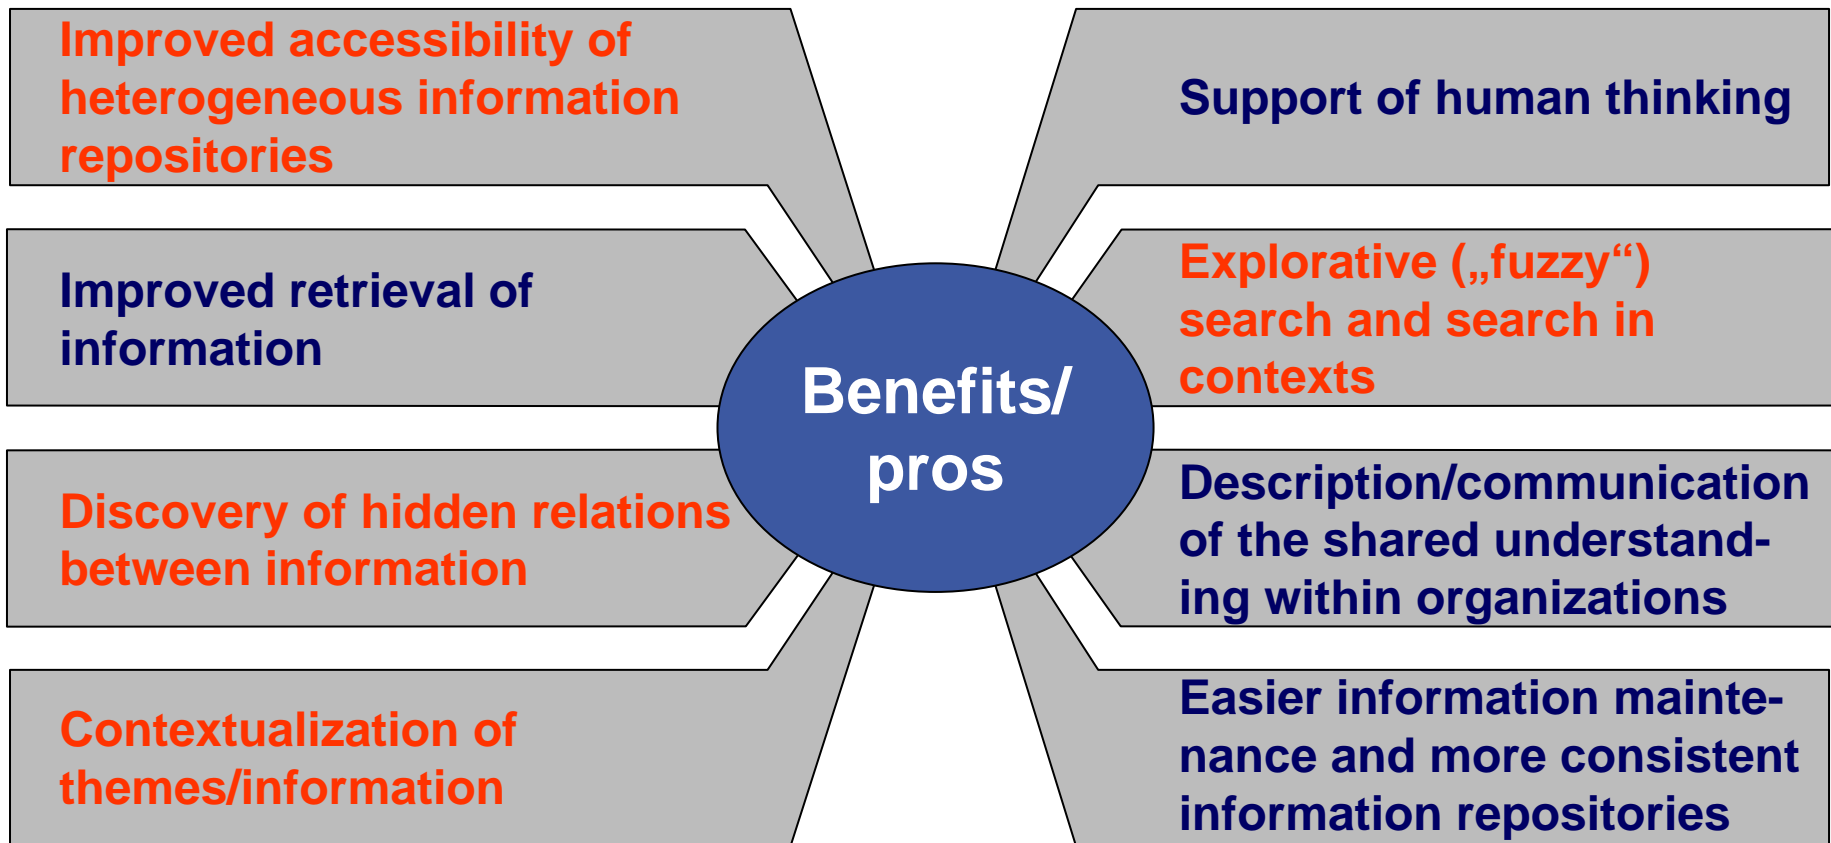 Improved accessibility of
heterogeneous information
repositories
Improved retrieval of
information
Discovery of hidden relations
between information
Contextualization of
themes/information
Benefits/
pros
Support of human thinking
Explorative („fuzzy“)
search and search in
contexts
Description/communication
of the shared understand-
ing within organizations
Easier information mainte-
nance and more consistent
information repositories